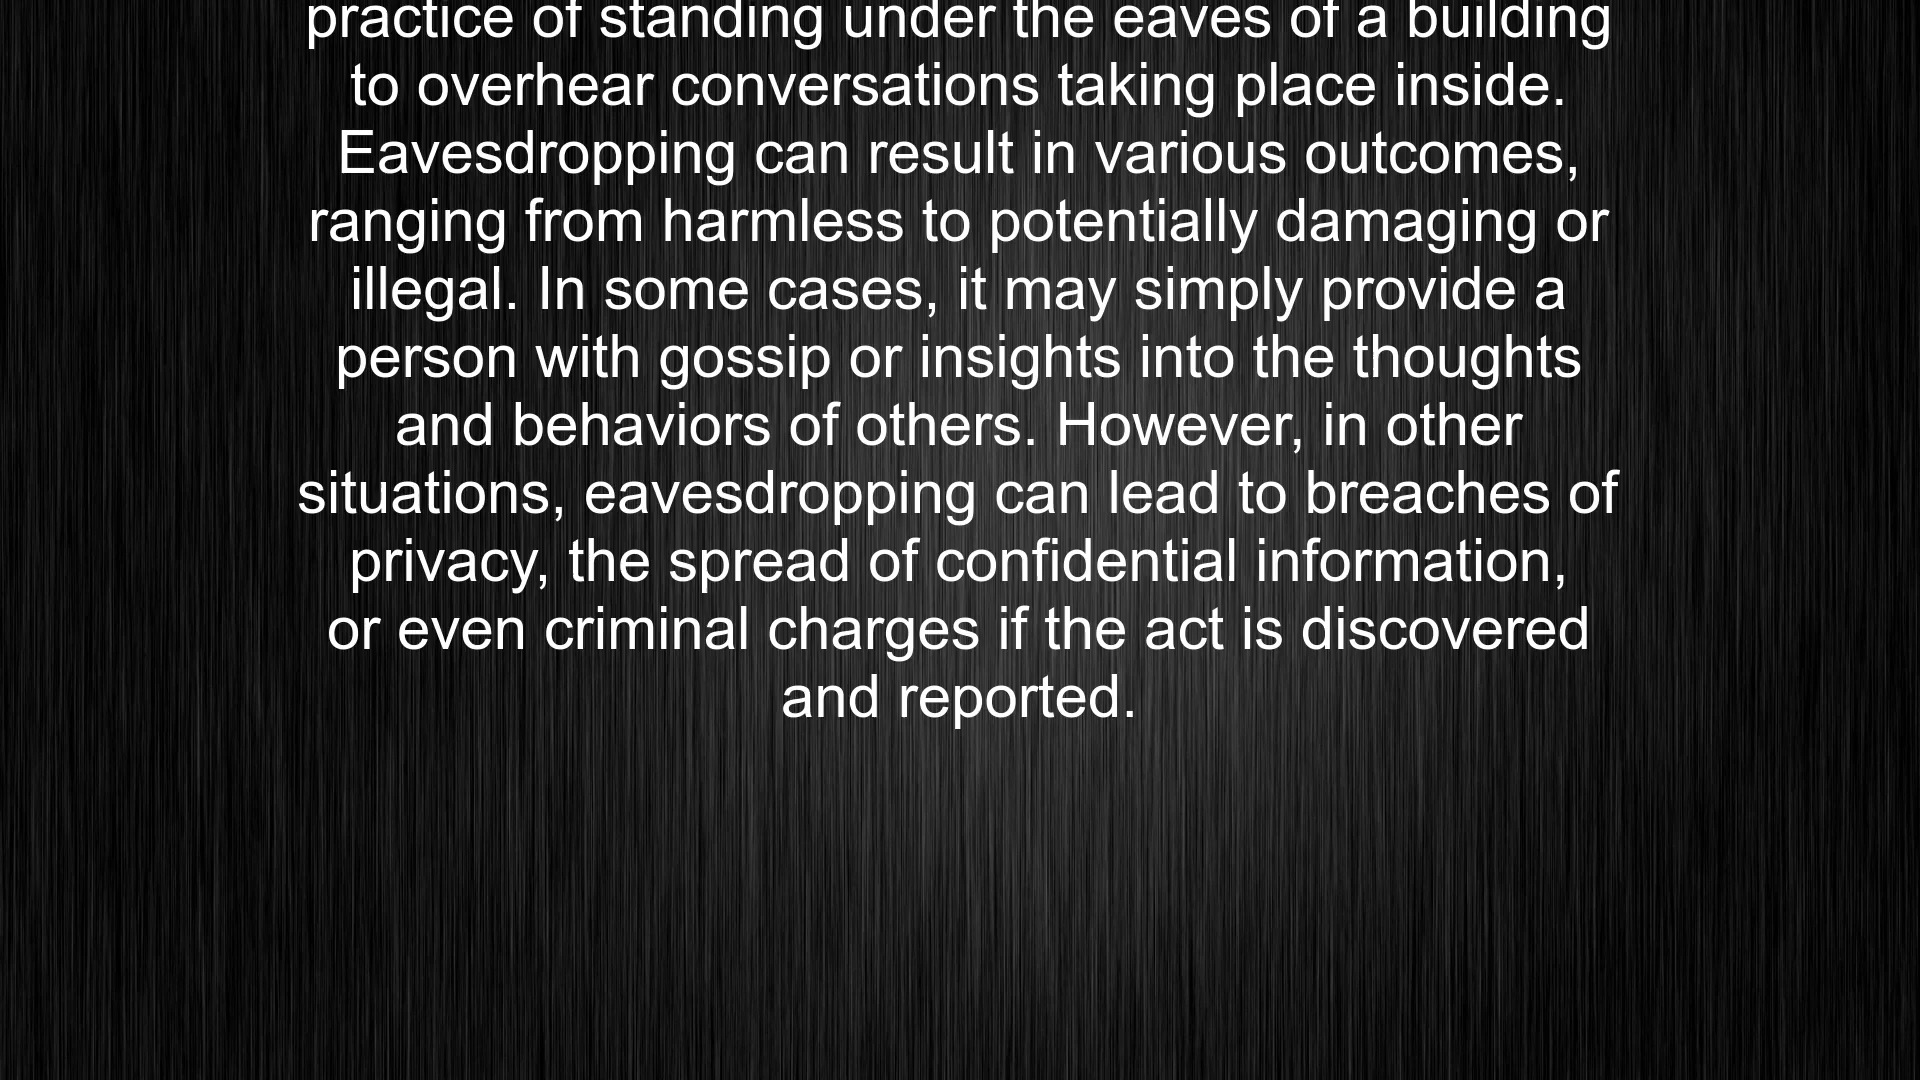 practice of standing under the eaves of a building
to overhear conversations taking place inside.
Eavesdropping can result in various outcomes,
ranging from harmless to potentially damaging or
illegal. In some cases, it may simply provide a
person with gossip or insights into the thoughts
and behaviors of others. However, in other
situations, eavesdropping can lead to breaches of
privacy, the spread of confidential information,
or even criminal charges if the act is discovered
and reported.